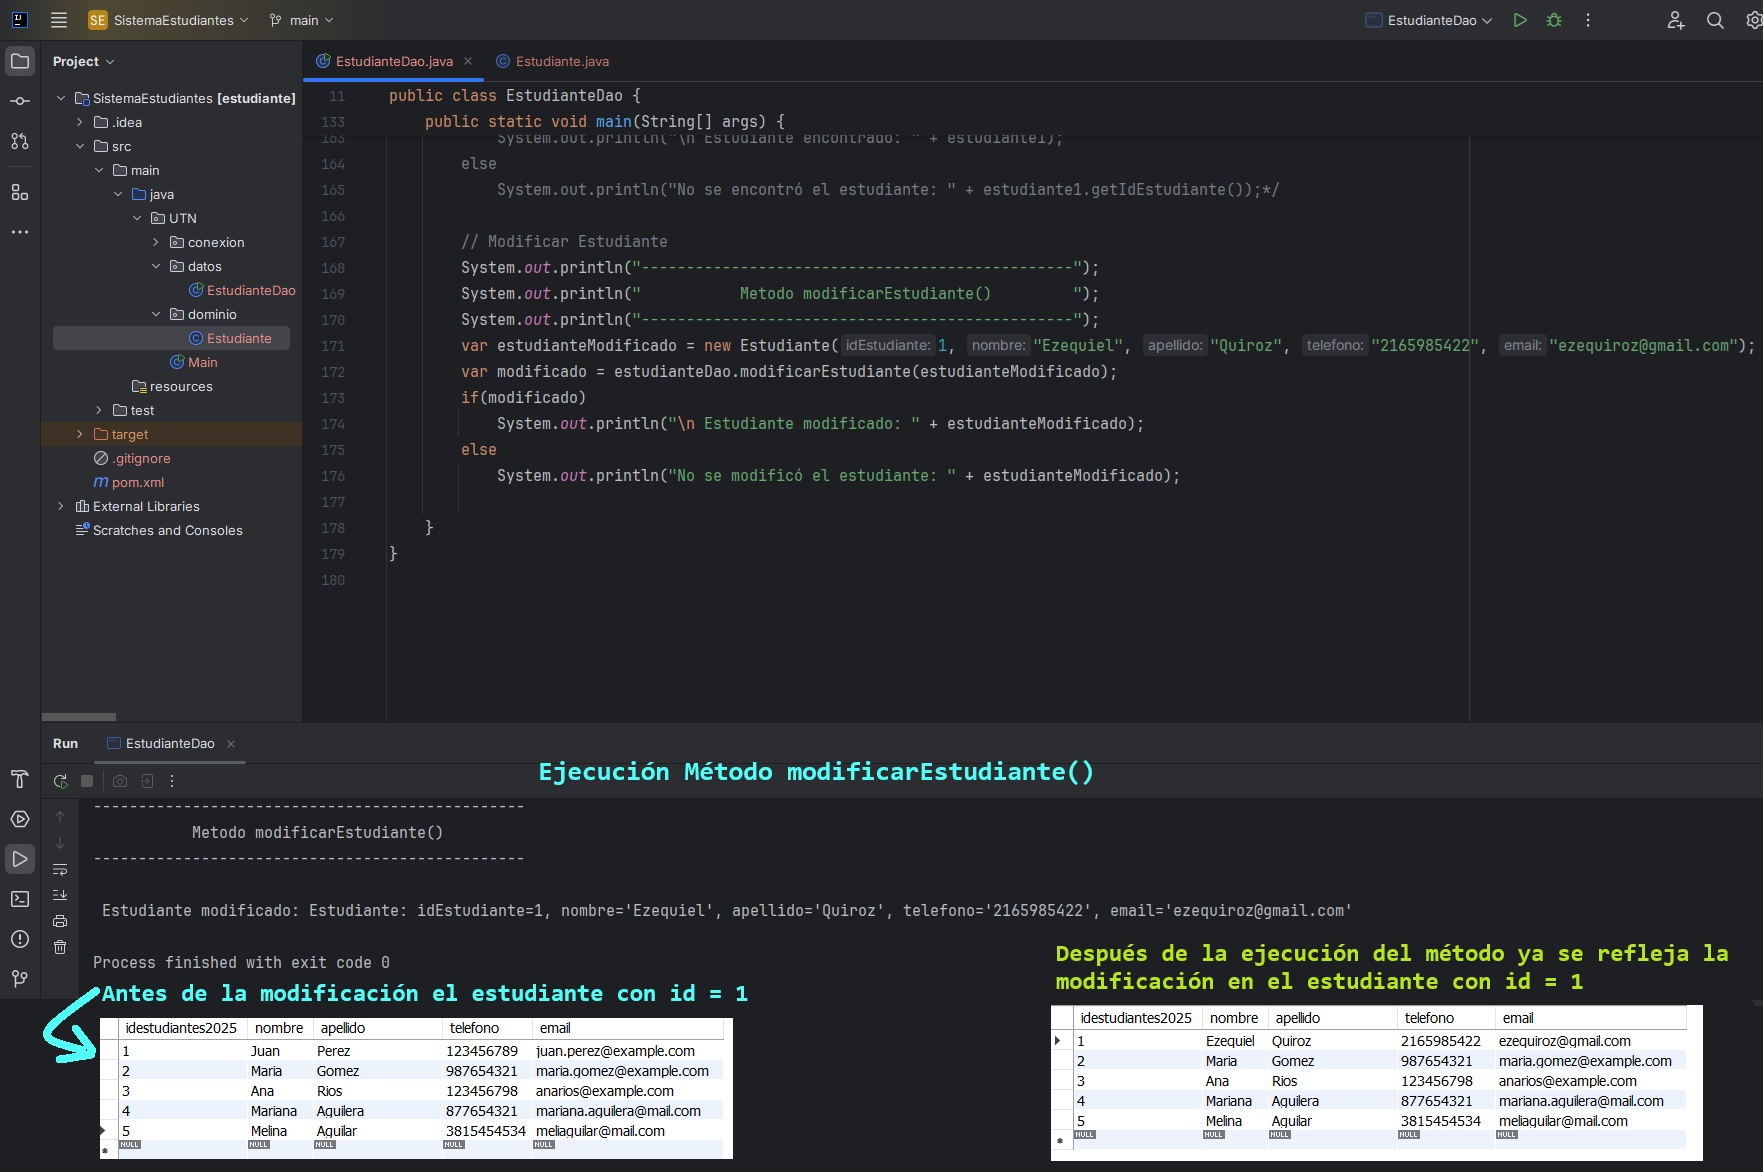 SE SistemaEstudiantes main EstudianteDao
Project
EstudianteDao.java Estudiante.java
SistemaEstudiantes [estudiante]
.idea
src
main
java
UTN
conexion
datos
EstudianteDao
dominio
Estudiante
Main
resources
test
target
.gitignore
pom.xml
External Libraries
Scratches and Consoles
11 public class EstudianteDao {
133 public static void main(String[] args) {
163 System.out.println("\n Estudiante encontrado: " + estudiante1);
164 else
165 System.out.println("No se encontró el estudiante: " + estudiante1.getIdEstudiante());*/
166
167 // Modificar Estudiante
168 System.out.println("------------------------------------------------");
169 System.out.println("           Metodo modificarEstudiante()         ");
170 System.out.println("------------------------------------------------");
171 var estudianteModificado = new Estudiante( idEstudiante: 1, nombre: "Ezequiel", apellido: "Quiroz", telefono: "2165985422", email: "ezequiroz@gmail.com");
172 var modificado = estudianteDao.modificarEstudiante(estudianteModificado);
173 if(modificado)
174 System.out.println("\n Estudiante modificado: " + estudianteModificado);
175 else
176 System.out.println("No se modificó el estudiante: " + estudianteModificado);
177
178 }
179 }
180
Run EstudianteDao
Ejecución Método modificarEstudiante()
------------------------------------------------
Metodo modificarEstudiante()
------------------------------------------------
Estudiante modificado: Estudiante: idEstudiante=1, nombre='Ezequiel', apellido='Quiroz', telefono='2165985422', email='ezequiroz@gmail.com'
Process finished with exit code 0
Antes de la modificación el estudiante con id = 1
idestudiantes2025 nombre apellido telefono email
1 Juan Perez 123456789 juan.perez@example.com
2 Maria Gomez 987654321 maria.gomez@example.com
3 Ana Rios 123456798 anarios@example.com
4 Mariana Aguilera 877654321 mariana.aguilera@mail.com
5 Melina Aguilar 3815454534 meliaguilar@mail.com
NULL NULL NULL NULL NULL
Después de la ejecución del método ya se refleja la
modificación en el estudiante con id = 1
idestudiantes2025 nombre apellido telefono email
1 Ezequiel Quiroz 2165985422 ezequiroz@gmail.com
2 Maria Gomez 987654321 maria.gomez@example.com
3 Ana Rios 123456798 anarios@example.com
4 Mariana Aguilera 877654321 mariana.aguilera@mail.com
5 Melina Aguilar 3815454534 meliaguilar@mail.com
NULL NULL NULL NULL NULL